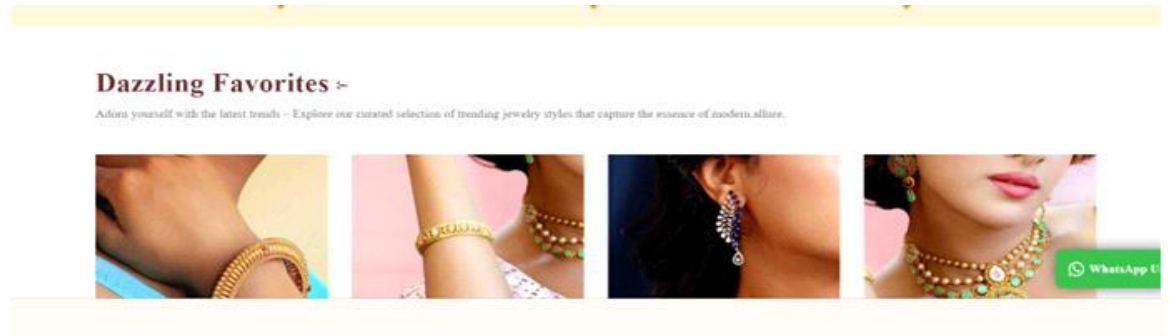 Dazzling Favorites :-
Adorn yourself with the latest trends – Explore our curated selection of trending jewelry styles that capture the essence of modern allure.
WhatsApp U